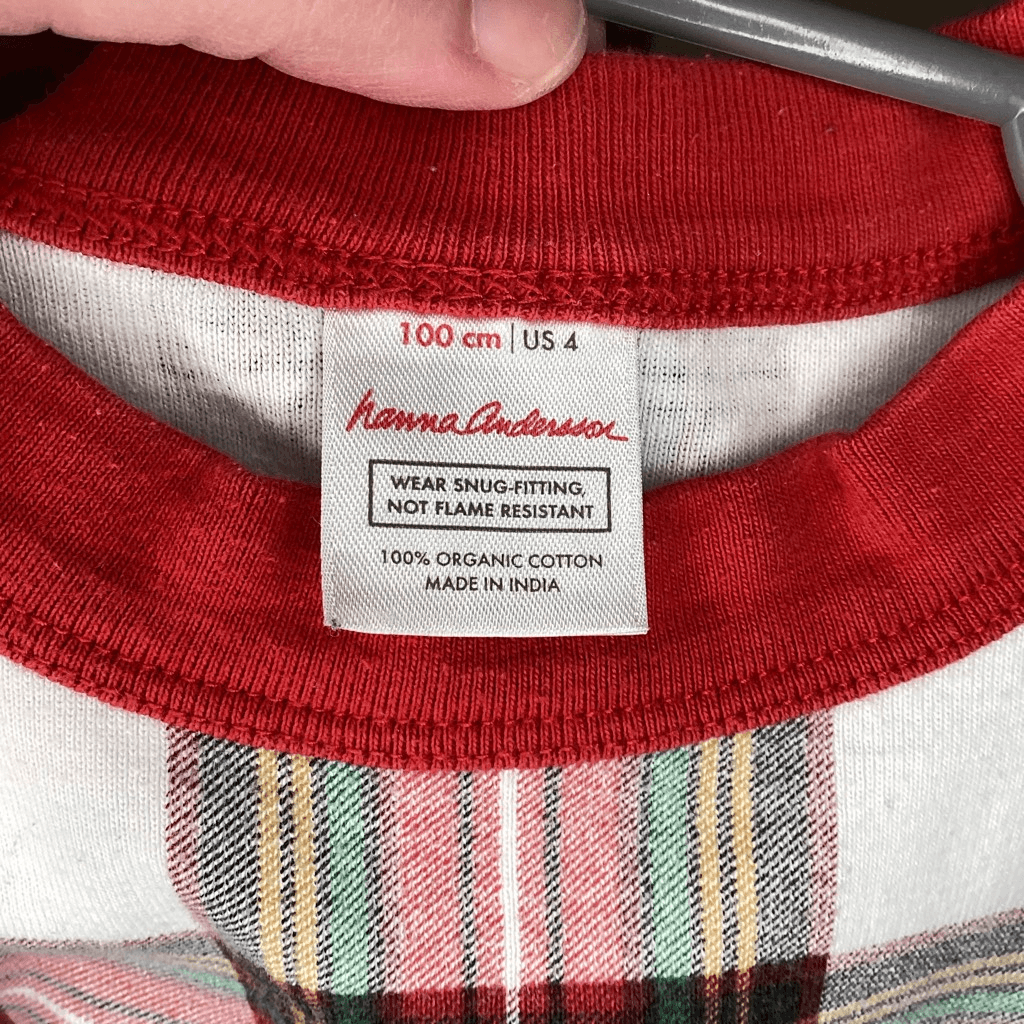 100 cm | US 4
hanna Andersson
WEAR SNUG-FITTING,
NOT FLAME RESISTANT
100% ORGANIC COTTON
MADE IN INDIA